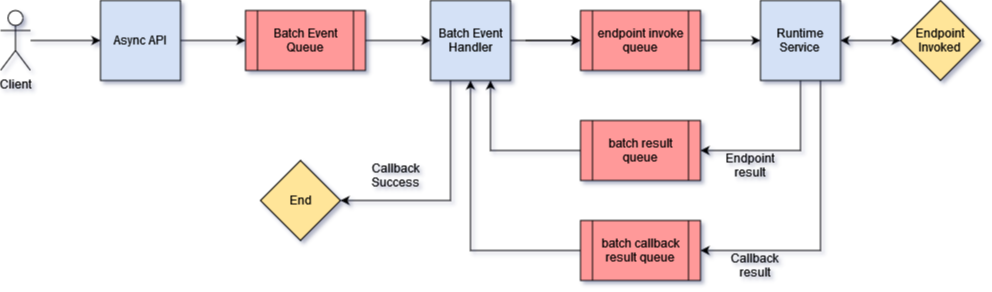 Client
Async API
Batch Event
Queue
Batch Event
Handler
endpoint invoke
queue
Runtime
Service
Endpoint
Invoked
batch result
queue
Endpoint
result
Callback
Success
End
batch callback
result queue
Callback
result